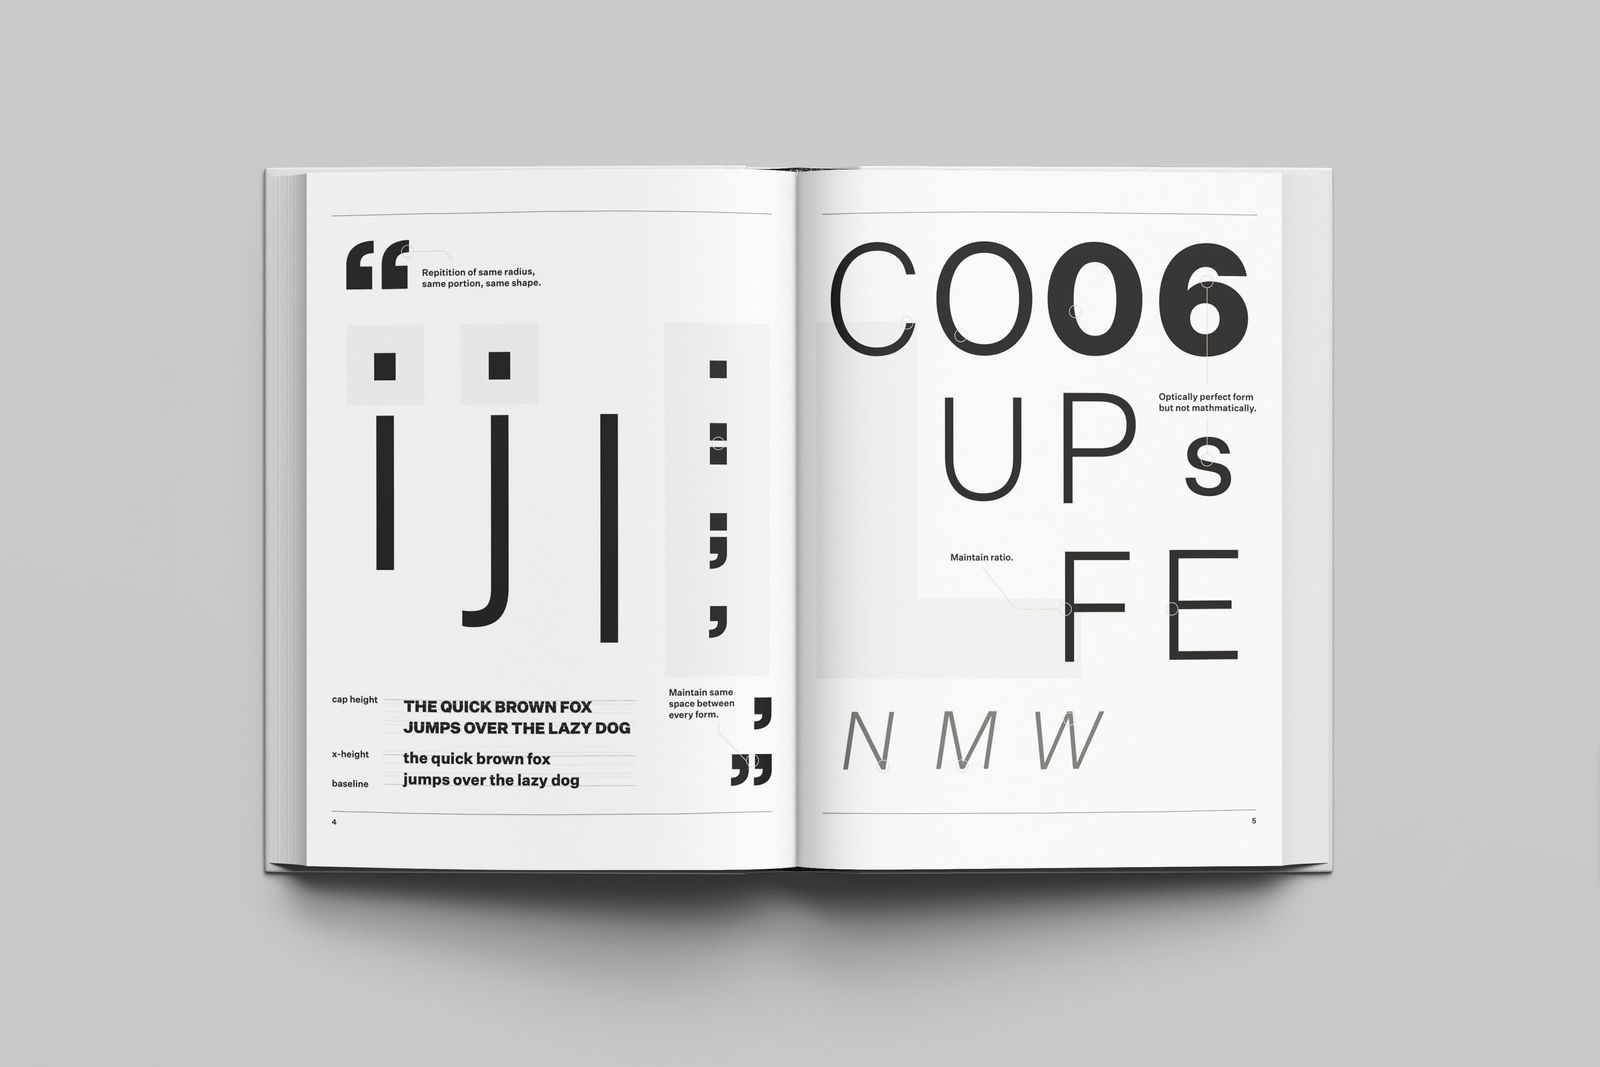 “
Repitition of same radius,
same portion, same shape.
i j l
.
:
;
,
cap height
THE QUICK BROWN FOX
JUMPS OVER THE LAZY DOG
x-height
the quick brown fox
baseline
jumps over the lazy dog
Maintain same
space between
every form.
’
”
4
CO06
UP
Optically perfect form
but not mathmatically.
s
Maintain ratio.
FE
N M W
5